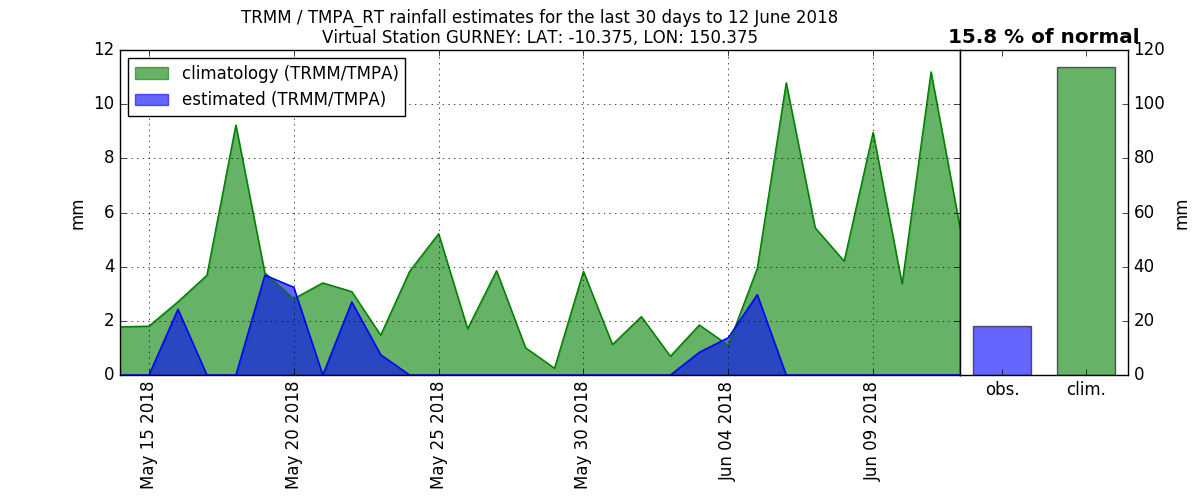 TRMM / TMPA_RT rainfall estimates for the last 30 days to 12 June 2018
Virtual Station GURNEY: LAT: -10.375, LON: 150.375
15.8 % of normal
climatology (TRMM/TMPA)
estimated (TRMM/TMPA)
12
10
8
6
4
2
0
mm
May 15 2018
May 20 2018
May 25 2018
May 30 2018
Jun 04 2018
Jun 09 2018
obs.
clim.
120
100
80
60
40
20
0
mm